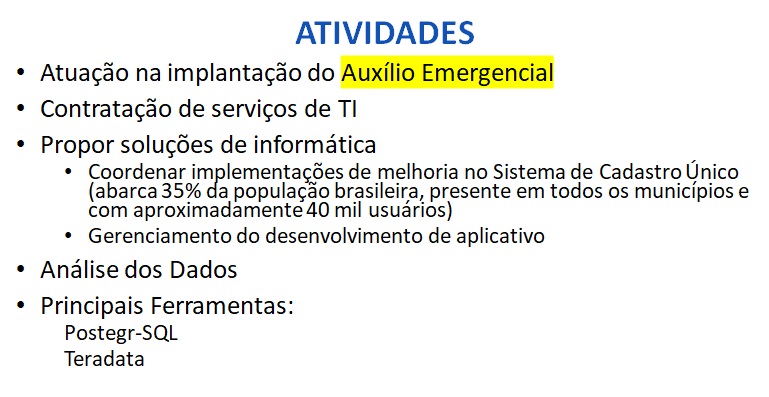 ATIVIDADES
• Atuação na implantação do Auxílio Emergencial
• Contratação de serviços de TI
• Propor soluções de informática
• Coordenar implementações de melhoria no Sistema de Cadastro Único
(abarca 35% da população brasileira, presente em todos os municípios e
com aproximadamente 40 mil usuários)
• Gerenciamento do desenvolvimento de aplicativo
• Análise dos Dados
• Principais Ferramentas:
Postegr-SQL
Teradata